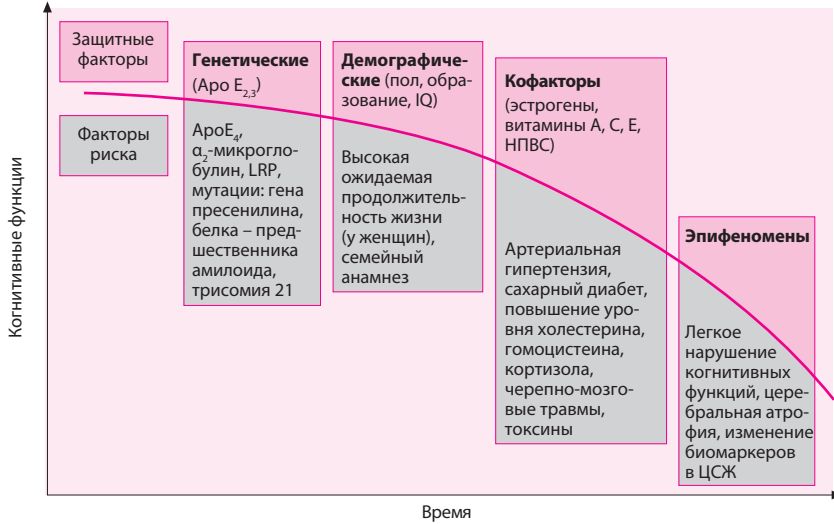 Когнитивные функции
Защитные
факторы
Факторы
риска
Генетические
(Apo E2,3)
ApoE4,
α2-микрогло-
булин, LRP,
мутации: гена
пресенилина,
белка – пред-
шественника
амилоида,
трисомия 21
Демографиче-
ские (пол, обра-
зование, IQ)
Высокая
ожидаемая
продолжитель-
ность жизни
(у женщин),
семейный
анамнез
Кофакторы
(эстрогены,
витамины А, С, Е,
НПВС)
Артериальная
гипертензия,
сахарный диабет,
повышение уро-
вня холестерина,
гомоцистеина,
кортизола,
черепно-мозго-
вые травмы,
токсины
Эпифеномены
Легкое
нарушение
когнитивных
функций, цере-
бральная атро-
фия, изменение
биомаркеров
в ЦСЖ
Время